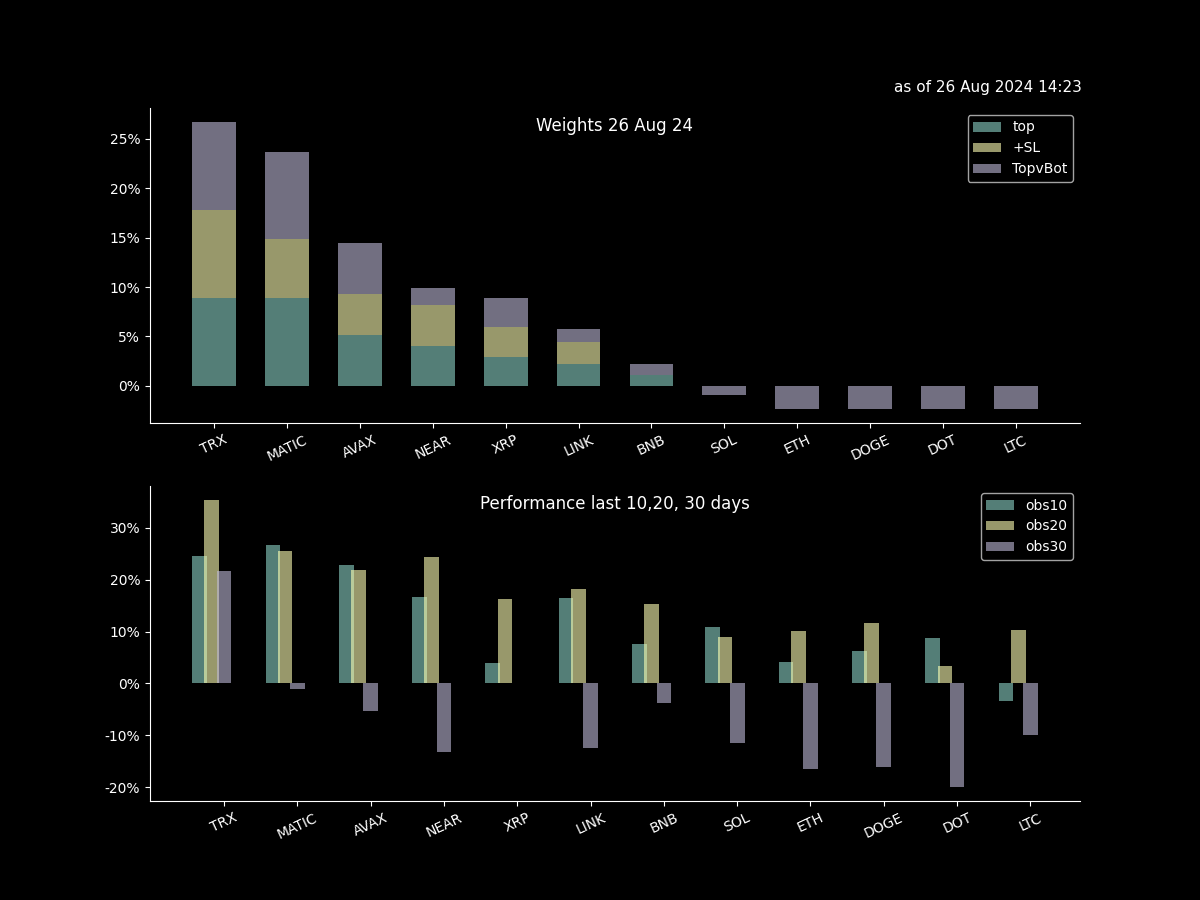 as of 26 Aug 2024 14:23
Weights 26 Aug 24
top
+SL
TopvBot
25%
20%
15%
10%
5%
0%
TRX MATIC AVAX NEAR XRP LINK BNB SOL ETH DOGE DOT LTC
Performance last 10,20, 30 days
obs10
obs20
obs30
30%
20%
10%
0%
-10%
-20%
TRX MATIC AVAX NEAR XRP LINK BNB SOL ETH DOGE DOT LTC